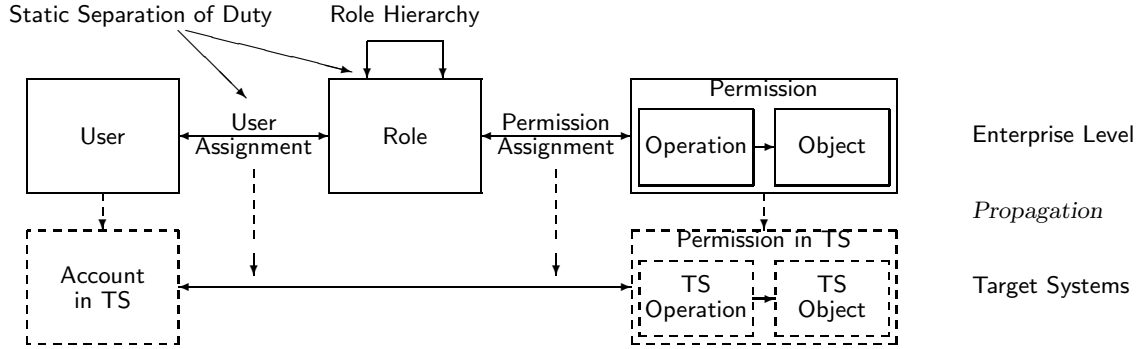 Static Separation of Duty
Role Hierarchy
User
User
Assignment
Role
Permission
Assignment
Permission
Operation
Object
Enterprise Level
Propagation
Account
in TS
Permission in TS
TS
Operation
TS
Object
Target Systems